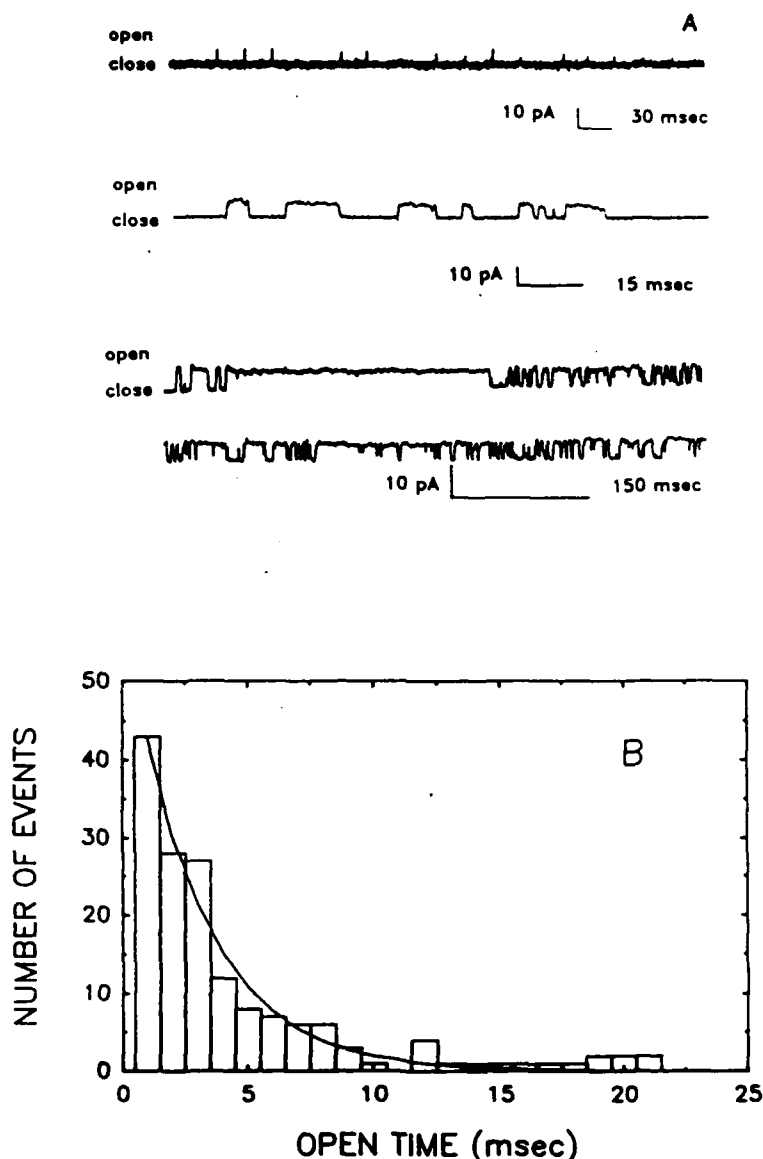 A
open
close
10 pA 30 msec
open
close
10 pA 15 msec
open
close
10 pA 150 msec
50
40
30
20
10
0
NUMBER OF EVENTS
B
0 5 10 15 20 25
OPEN TIME (msec)